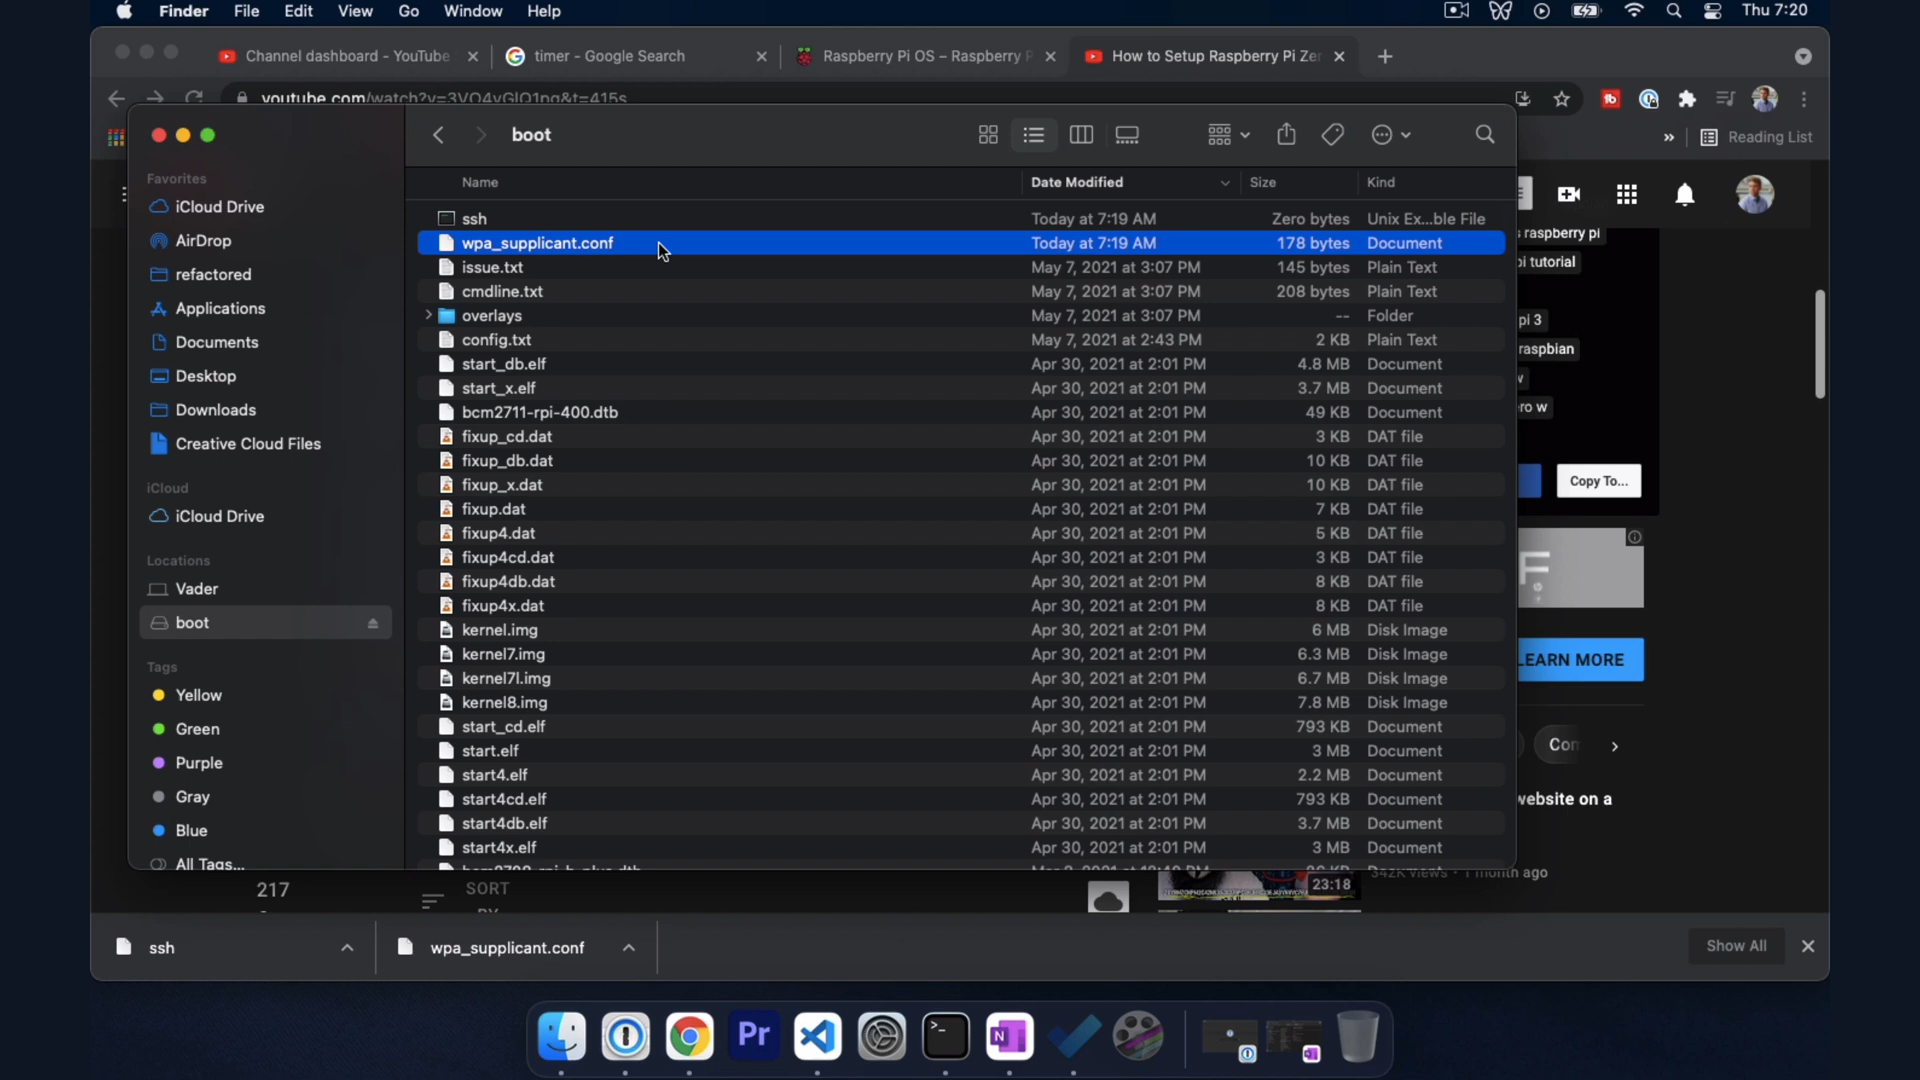 Finder File Edit View Go Window Help Thu 7:20
Channel dashboard - YouTube timer - Google Search Raspberry Pi OS – Raspberry P How to Setup Raspberry Pi Zer
youtube.com/watch?v=3VO4vGlQ1pg&t=415s
boot
Reading List
Favorites
iCloud Drive
AirDrop
refactored
Applications
Documents
Desktop
Downloads
Creative Cloud Files
iCloud
iCloud Drive
Locations
Vader
boot
Tags
Yellow
Green
Purple
Gray
Blue
All Tags...
Name Date Modified Size Kind
ssh Today at 7:19 AM Zero bytes Unix Ex...ble File
wpa_supplicant.conf Today at 7:19 AM 178 bytes Document
issue.txt May 7, 2021 at 3:07 PM 145 bytes Plain Text
cmdline.txt May 7, 2021 at 3:07 PM 208 bytes Plain Text
overlays May 7, 2021 at 3:07 PM -- Folder
config.txt May 7, 2021 at 2:43 PM 2 KB Plain Text
start_db.elf Apr 30, 2021 at 2:01 PM 4.8 MB Document
start_x.elf Apr 30, 2021 at 2:01 PM 3.7 MB Document
bcm2711-rpi-400.dtb Apr 30, 2021 at 2:01 PM 49 KB Document
fixup_cd.dat Apr 30, 2021 at 2:01 PM 3 KB DAT file
fixup_db.dat Apr 30, 2021 at 2:01 PM 10 KB DAT file
fixup_x.dat Apr 30, 2021 at 2:01 PM 10 KB DAT file
fixup.dat Apr 30, 2021 at 2:01 PM 7 KB DAT file
fixup4.dat Apr 30, 2021 at 2:01 PM 5 KB DAT file
fixup4cd.dat Apr 30, 2021 at 2:01 PM 3 KB DAT file
fixup4db.dat Apr 30, 2021 at 2:01 PM 8 KB DAT file
fixup4x.dat Apr 30, 2021 at 2:01 PM 8 KB DAT file
kernel.img Apr 30, 2021 at 2:01 PM 6 MB Disk Image
kernel7.img Apr 30, 2021 at 2:01 PM 6.3 MB Disk Image
kernel7l.img Apr 30, 2021 at 2:01 PM 6.7 MB Disk Image
kernel8.img Apr 30, 2021 at 2:01 PM 7.8 MB Disk Image
start_cd.elf Apr 30, 2021 at 2:01 PM 793 KB Document
start.elf Apr 30, 2021 at 2:01 PM 3 MB Document
start4.elf Apr 30, 2021 at 2:01 PM 2.2 MB Document
start4cd.elf Apr 30, 2021 at 2:01 PM 793 KB Document
start4db.elf Apr 30, 2021 at 2:01 PM 3.7 MB Document
start4x.elf Apr 30, 2021 at 2:01 PM 3 MB Document
s raspberry pi
pi tutorial
pi 3
raspbian
ro w
Copy To...
LEARN MORE
Con
website on a
342K views • 1 month ago
217
SORT
BY
23:18
ssh wpa_supplicant.conf Show All
Pr